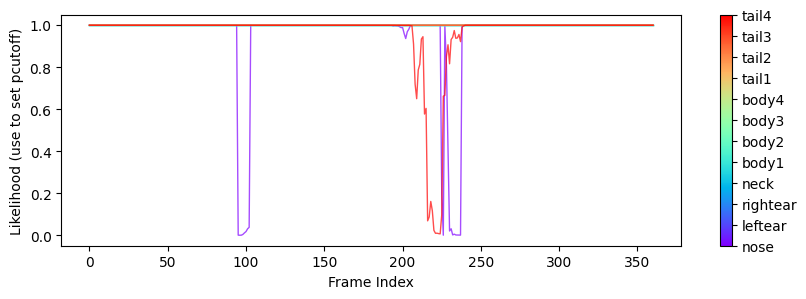 Likelihood (use to set pcutoff)
1.0
0.8
0.6
0.4
0.2
0.0
0
50
100
150
200
250
300
350
Frame Index
tail4
tail3
tail2
tail1
body4
body3
body2
body1
neck
rightear
leftear
nose